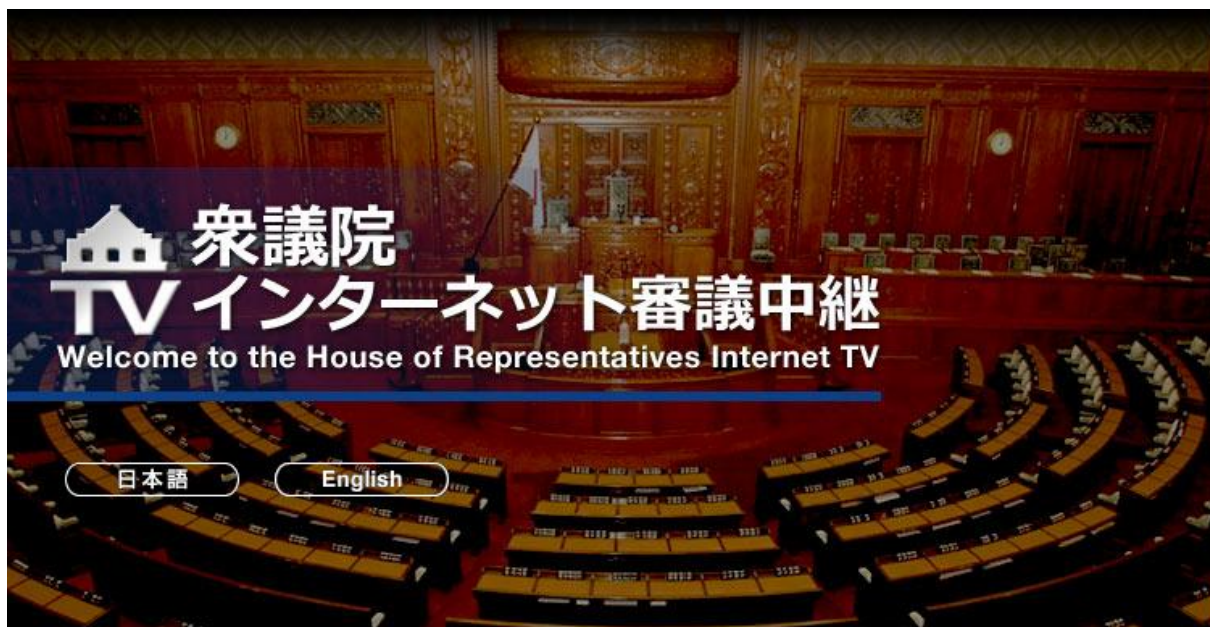 衆議院
TV インターネット審議中継
Welcome to the House of Representatives Internet TV
日本語 English